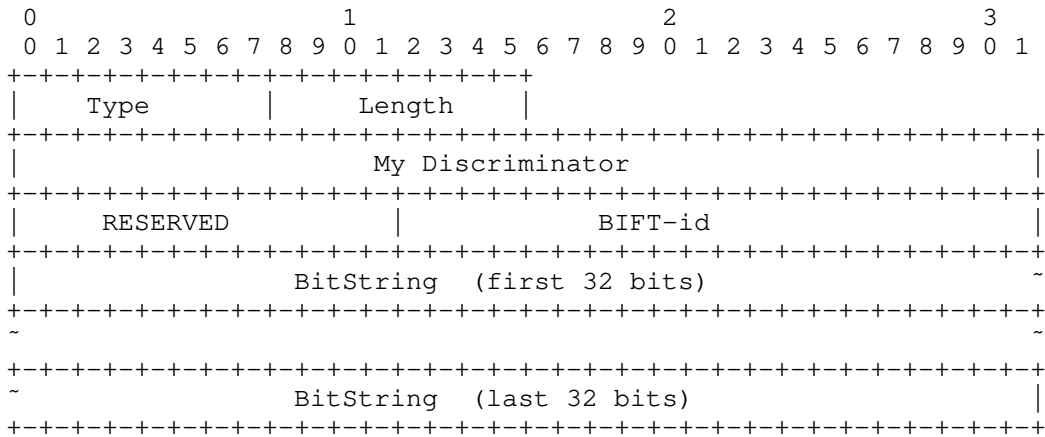 0                   1                   2                   3
 0 1 2 3 4 5 6 7 8 9 0 1 2 3 4 5 6 7 8 9 0 1 2 3 4 5 6 7 8 9 0 1
+-+-+-+-+-+-+-+-+-+-+-+-+-+-+-+-+
|    Type       |     Length    |
+-+-+-+-+-+-+-+-+-+-+-+-+-+-+-+-+-+-+-+-+-+-+-+-+-+-+-+-+-+-+-+-+
|                      My Discriminator                         |
+-+-+-+-+-+-+-+-+-+-+-+-+-+-+-+-+-+-+-+-+-+-+-+-+-+-+-+-+-+-+-+-+
|     RESERVED          |            BIFT-id                    |
+-+-+-+-+-+-+-+-+-+-+-+-+-+-+-+-+-+-+-+-+-+-+-+-+-+-+-+-+-+-+-+-+
|                 BitString  (first 32 bits)                    ~
+-+-+-+-+-+-+-+-+-+-+-+-+-+-+-+-+-+-+-+-+-+-+-+-+-+-+-+-+-+-+-+-+
~                                                               ~
+-+-+-+-+-+-+-+-+-+-+-+-+-+-+-+-+-+-+-+-+-+-+-+-+-+-+-+-+-+-+-+-+
~                 BitString  (last 32 bits)                     |
+-+-+-+-+-+-+-+-+-+-+-+-+-+-+-+-+-+-+-+-+-+-+-+-+-+-+-+-+-+-+-+-+